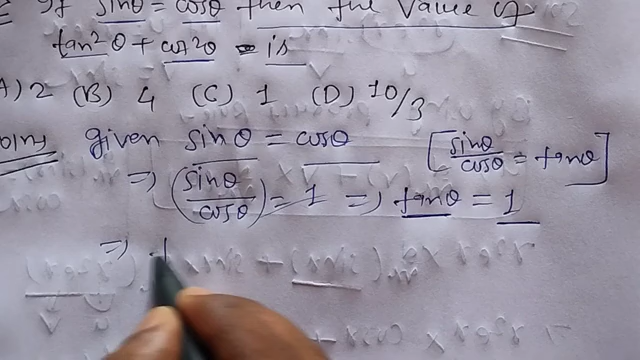 If sinθ = cosθ then the value of
tan²θ + cot²θ - is
A) 2 (B) 4 (C) 1 (D) 10/3
given sinθ = cosθ [sinθ/cosθ = tanθ]
⇒ (sinθ/cosθ) = 1 ⇒ tanθ = 1
⇒